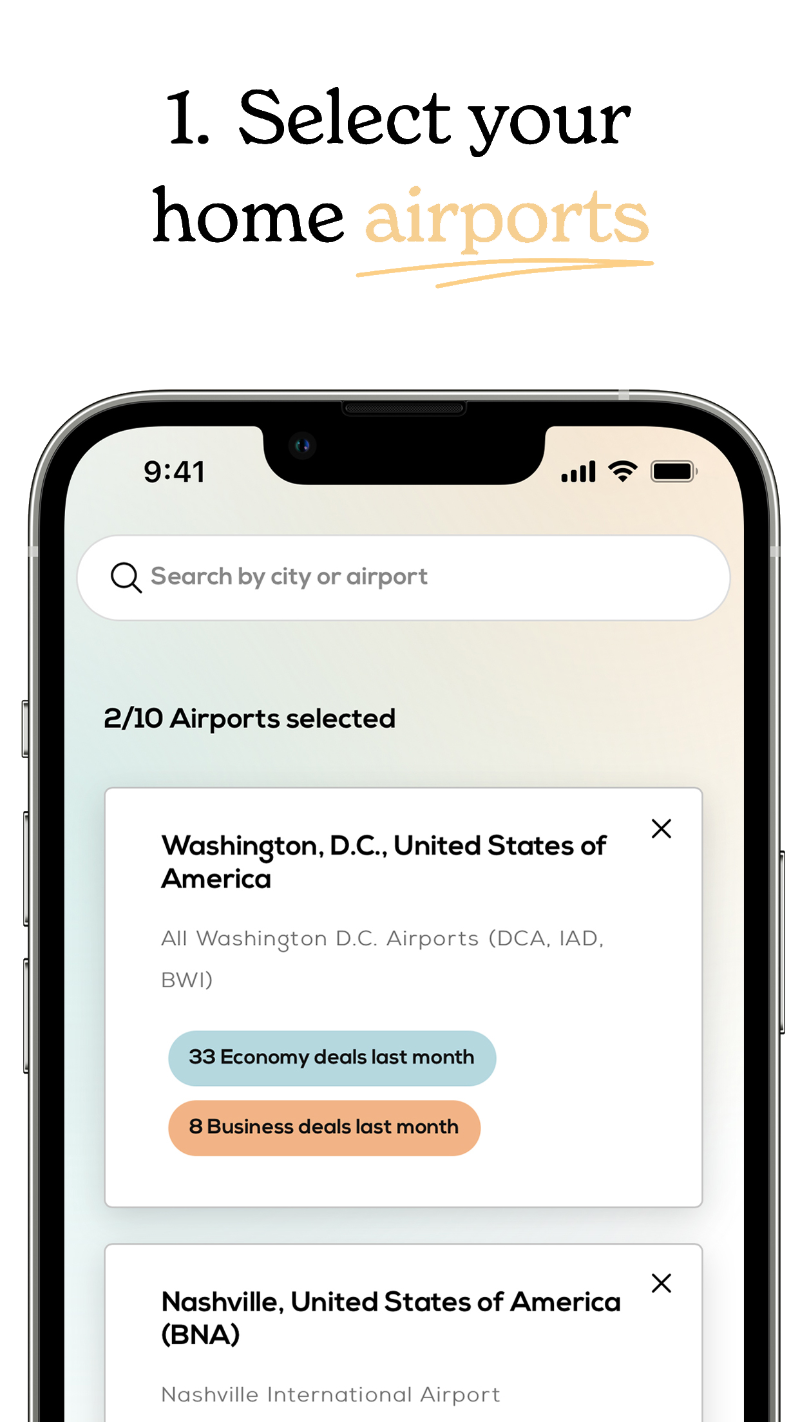 1. Select your
home airports
9:41
Search by city or airport
2/10 Airports selected
Washington, D.C., United States of
America
All Washington D.C. Airports (DCA, IAD,
BWI)
33 Economy deals last month
8 Business deals last month
Nashville, United States of America
(BNA)
Nashville International Airport